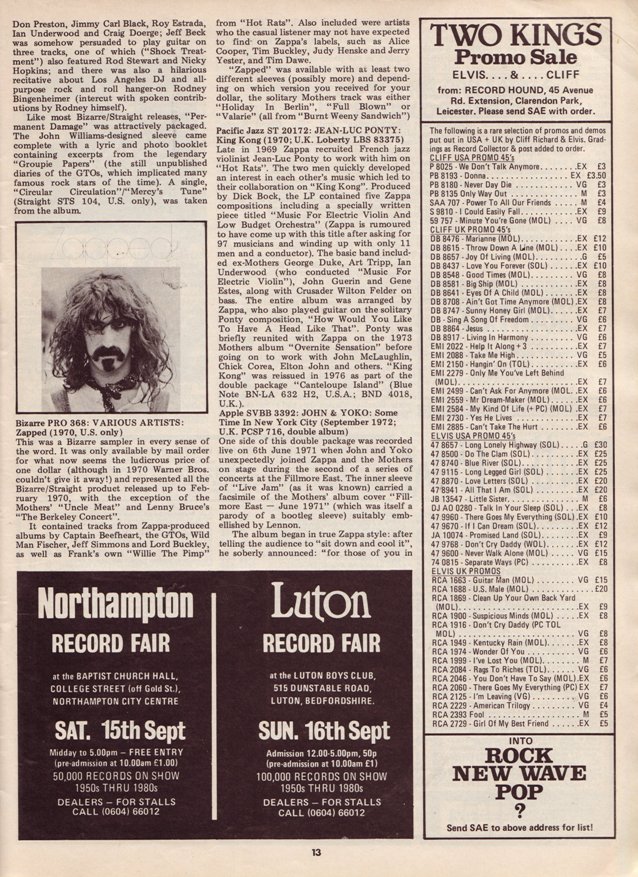 Don Preston, Jimmy Carl Black, Roy Estrada,
Ian Underwood and Craig Doerge; Jeff Beck
was somehow persuaded to play guitar on
three tracks, one of which ("Shock Treat-
ment") also featured Rod Stewart and Nicky
Hopkins; and there was also a hilarious
recitative about Los Angeles DJ and all-
purpose rock and roll hanger-on Rodney
Bingenheimer (intercut with spoken contrib-
utions by Rodney himself).
Like most Bizarre/Straight releases, "Per-
manent Damage" was attractively packaged.
The John Williams-designed sleeve came
complete with a lyric and photo booklet
containing excerpts from the legendary
"Groupie Papers" (the still unpublished
diaries of the GTOs, which implicated many
famous rock stars of the time). A single,
"Circular Circulation"/"Mercy's Tune"
(Straight STS 104, U.S. only), was taken
from the album.
Bizarre PRO 368: VARIOUS ARTISTS:
Zapped (1970, U.S. only)
This was a Bizarre sampler in every sense of
the word. It was only available by mail order
for what now seems the ludicrous price of
one dollar (although in 1970 Warner Bros.
couldn't give it away!) and represented all the
Bizarre/Straight product released up to Feb-
ruary 1970, with the exception of the
Mothers' "Uncle Meat" and Lenny Bruce's
"The Berkeley Concert".
It contained tracks from Zappa-produced
albums by Captain Beefheart, the GTOs, Wild
Man Fischer, Jeff Simmons and Lord Buckley,
as well as Frank's own "Willie The Pimp"
from "Hot Rats". Also included were artists
who the casual listener may not have expected
to find on Zappa's labels, such as Alice
Cooper, Tim Buckley, Judy Henske and Jerry
Yester, and Tim Dawe.
"Zapped" was available with at least two
different sleeves (possibly more) and depend-
ing on which version you received for your
dollar, the solitary Mothers track was either
"Holiday In Berlin", "Full Blown" or
"Valarie" (all from "Burnt Weeny Sandwich")
Pacific Jazz ST 20172: JEAN-LUC PONTY:
King Kong (1970; U.K. Loberty LBS 83375)
Late in 1969 Zappa recruited French jazz
violinist Jean-Luc Ponty to work with him on
"Hot Rats". The two men quickly developed
an interest in each other's music which led to
their collaboration on "King Kong". Produced
by Dick Bock, the LP contained five Zappa
compositions including a specially written
piece titled "Music For Electric Violin And
Low Budget Orchestra" (Zappa is rumoured
to have come up with this title after asking for
97 musicians and winding up with only 11
men and a conductor). The basic band includ-
ed ex-Mothers George Duke, Art Tripp, Ian
Underwood (who conducted "Music For
Electric Violin"), John Guerin and Gene
Estes, along with Crusader Wilton Felder on
bass. The entire album was arranged by
Zappa, who also played guitar on the solitary
Ponty composition, "How Would You Like
To Have A Head Like That". Ponty was
briefly reunited with Zappa on the 1973
Mothers album "Overnite Sensation" before
going on to work with John McLaughlin,
Chick Corea, Elton John and others. "King
Kong" was reissued in 1976 as part of the
double package "Canteloupe Island" (Blue
Note BN-LA 632 H2, U.S.A.; BND 4018,
U.K.).
Apple SVBB 3392: JOHN & YOKO: Some
Time In New York City (September 1972;
U.K. PCSP 716, double album)
One side of this double package was recorded
live on 6th June 1971 when John and Yoko
unexpectedly joined Zappa and the Mothers
on stage during the second of a series of
concerts at the Fillmore East. The inner sleeve
of "Live Jam" (as it was known) carried a
facsimile of the Mothers' album cover "Fill-
more East — June 1971" (which was itself a
parody of a bootleg sleeve) suitably emb-
ellished by Lennon.
The album began in true Zappa style: after
telling the audience to "sit down and cool it",
he soberly announced: "for those of you in
TWO KINGS
Promo Sale
ELVIS....&....CLIFF
from: RECORD HOUND, 45 Avenue
Rd. Extension, Clarendon Park,
Leicester. Please send SAE with order.
The following is a rare selection of promos and demos
put out in USA + UK by Cliff Richard & Elvis. Grad-
ings as Record Collector & post added to order.
CLIFF USA PROMO 45's
P 8025 - We Don't Talk Anymore.......EX £3
PB 8193 - Donna...............EX £3.50
PB 8180 - Never Day Die.........VG £3
PB 8135 Only Way Out..........M £3
SAA 707 - Power To All Our Friends.....M £4
S 9810 - I Could Easily Fall..........EX £9
59 757 - Minute You're Gone (MOL)....VG £8
CLIFF UK PROMO 45's
DB 8476 - Marianne (MOL).........EX £12
DB 8615 - Throw Down A Line (MOL)...EX £10
DB 8657 - Joy Of Living (MOL).......G £5
DB 8437 - Love You Forever (SOL)....EX £10
DB 8548 - Good Times (MOL).......VG £8
DB 8581 - Big Ship (MOL)..........EX £8
DB 8641 - Eyes Of A Child (MOL).....EX £8
DB 8708 - Ain't Got Time Anymore (MOL).EX £8
DB 8747 - Sunny Honey Girl (MOL)....EX £7
DB - Sing A Song Of Freedom.......VG £6
DB 8864 - Jesus...............EX £7
DB 8917 - Living In Harmony.......VG £6
EMI 2022 - Help It Along + 3.......EX £7
EMI 2088 - Take Me High.........VG £5
EMI 2150 - Hangin' On (TOL).......EX £6
EMI 2279 - Only Me You've Left Behind
(MOL)...................EX £7
EMI 2499 - Can't Ask For Anymore (MOL..EX £6
EMI 2559 - Mr Dream-Maker (MOL)....EX £6
EMI 2584 - My Kind Of Life (+ PC) (MOL) EX £7
EMI 2730 - Yes He Lives..........EX £7
EMI 2885 - Can't Take The Hurt......EX £6
ELVIS USA PROMO 45's
47 8657 - Long Lonely Highway (SOL)....G £30
47 8500 - Do The Clam (SOL).......EX £25
47 8740 - Blue River (SOL).........EX £25
47 9115 - Long Legged Girl (SOL).....EX £25
47 8870 - Love Letters (SOL).......EX £20
47'8941 - All That I Am (SOL).......EX £20
JB 13547 - Little Sister...........M £6
DJ AO 0280 - Talk In Your Sleep (SOL)...EX £8
47 9960 - There Goes My Everything (SOL).EX £10
47 9670 - If I Can Dream (SOL)......EX £12
JA 10074 - Promised Land (SOL)......EX £9
47 9768 - Don't Cry Daddy (WOL).....EX £12
47 9600 - Never Walk Alone (MOL)....VG £15
74 0815 - Separate Ways (PC).......EX £8
ELVIS UK PROMOS
RCA 1663 - Guitar Man (MOL)......VG £15
RCA 1688 - U.S. Male (MOL)........£20
RCA 1869 - Clean Up Your Own Back Yard
(MOL)....................EX £9
RCA 1900 - Suspicious Minds (MOL)...EX £8
RCA 1916 - Don't Cry Daddy (PC TOL
MOL)....................VG £8
RCA 1949 - Kentucky Rain (MOL).....EX £8
RCA 1974 - Wonder Of You........VG £6
RCA 1999 - I've Lost You (MOL)......M £7
RCA 2084 - Rags To Riches (TOL).....VG £6
RCA 2046 - You Don't Have To Say (MOL).EX £6
RCA 2060 - There Goes My Everything (PC) EX £7
RCA 2125 - I'm Leaving (VG).......VG £6
RCA 2229 - American Trilogy.......VG £4
RCA 2393 Fool................M £5
RCA 2729 - Girl Of My Best Friend.....EX £5
INTO
ROCK
NEW WAVE
POP
?
Send SAE to above address for list!
Northampton
RECORD FAIR
at the BAPTIST CHURCH HALL,
COLLEGE STREET (off Gold St.),
NORTHAMPTON CITY CENTRE
SAT. 15th Sept
Midday to 5.00pm — FREE ENTRY
(pre-admission at 10.00am £1.00)
50,000 RECORDS ON SHOW
1950s THRU 1980s
DEALERS — FOR STALLS
CALL (0604) 66012
Luton
RECORD FAIR
at the LUTON BOYS CLUB,
515 DUNSTABLE ROAD,
LUTON, BEDFORDSHIRE.
SUN. 16th Sept
Admission 12.00-5.00pm, 50p
(pre-admission at 10.00am £1)
100,000 RECORDS ON SHOW
1950s THRU 1980s
DEALERS — FOR STALLS
CALL (0604) 66012
13